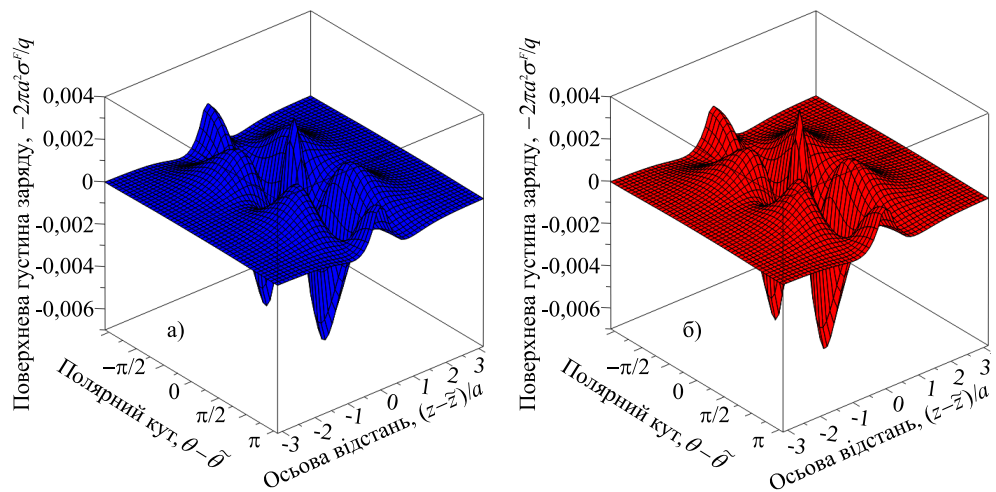 Поверхнева густина заряду, −2πa²σᶠ/q
0,004
0,002
0
-0,002
-0,004
-0,006
а)
−π/2
0
π/2
π
Полярний кут, θ−θ̃
-3
-2
-1
0
1
2
3
Осьова відстань, (z−z̃)/a
Поверхнева густина заряду, −2πa²σᶠ/q
0,004
0,002
0
-0,002
-0,004
-0,006
б)
−π/2
0
π/2
π
Полярний кут, θ−θ̃
-3
-2
-1
0
1
2
3
Осьова відстань, (z−z̃)/a